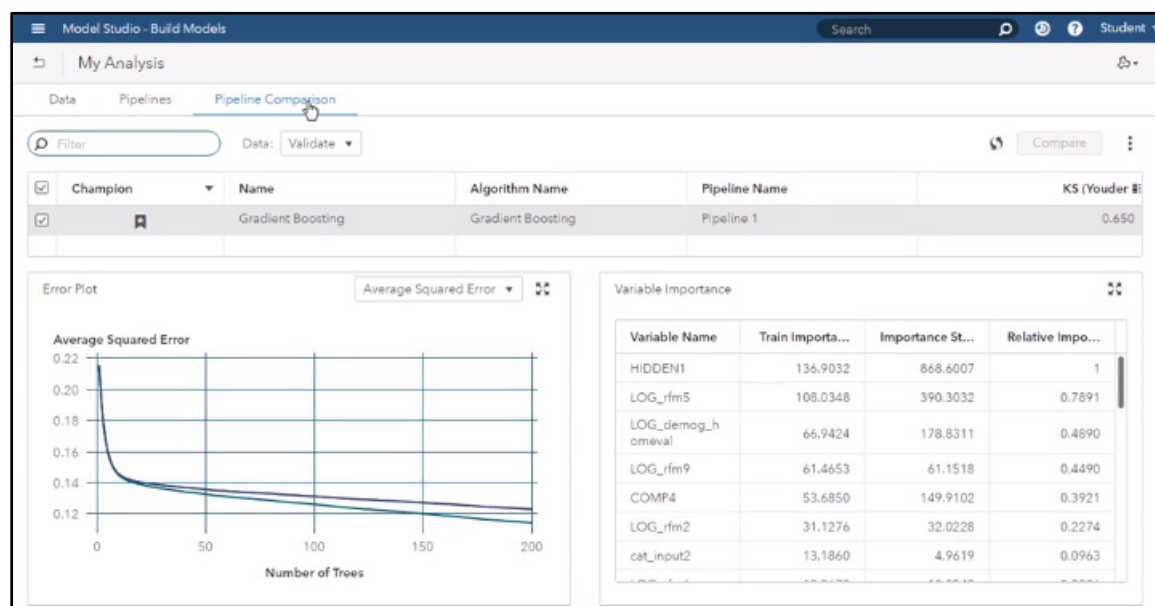 Model Studio - Build Models
Search
Student
My Analysis
Data Pipelines Pipeline Comparison
Filter
Data: Validate
Compare
Champion Name Algorithm Name Pipeline Name KS (Youder
Gradient Boosting Gradient Boosting Pipeline 1 0.650
Error Plot
Average Squared Error
Average Squared Error
0.22
0.20
0.18
0.16
0.14
0.12
0 50 100 150 200
Number of Trees
Variable Importance
Variable Name Train Importa... Importance St... Relative Impo...
HIDDEN1 136.9032 868.6007 1
LOG_rfm5 108.0348 390.3032 0.7891
LOG_demog_h
omeval 66.9424 178.8311 0.4890
LOG_rfm9 61.4653 61.1518 0.4490
COMP4 53.6850 149.9102 0.3921
LOG_rfm2 31.1276 32.0228 0.2274
cat_input2 13.1860 4.9619 0.0963